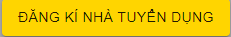 ĐĂNG KÍ NHÀ TUYỂN DỤNG